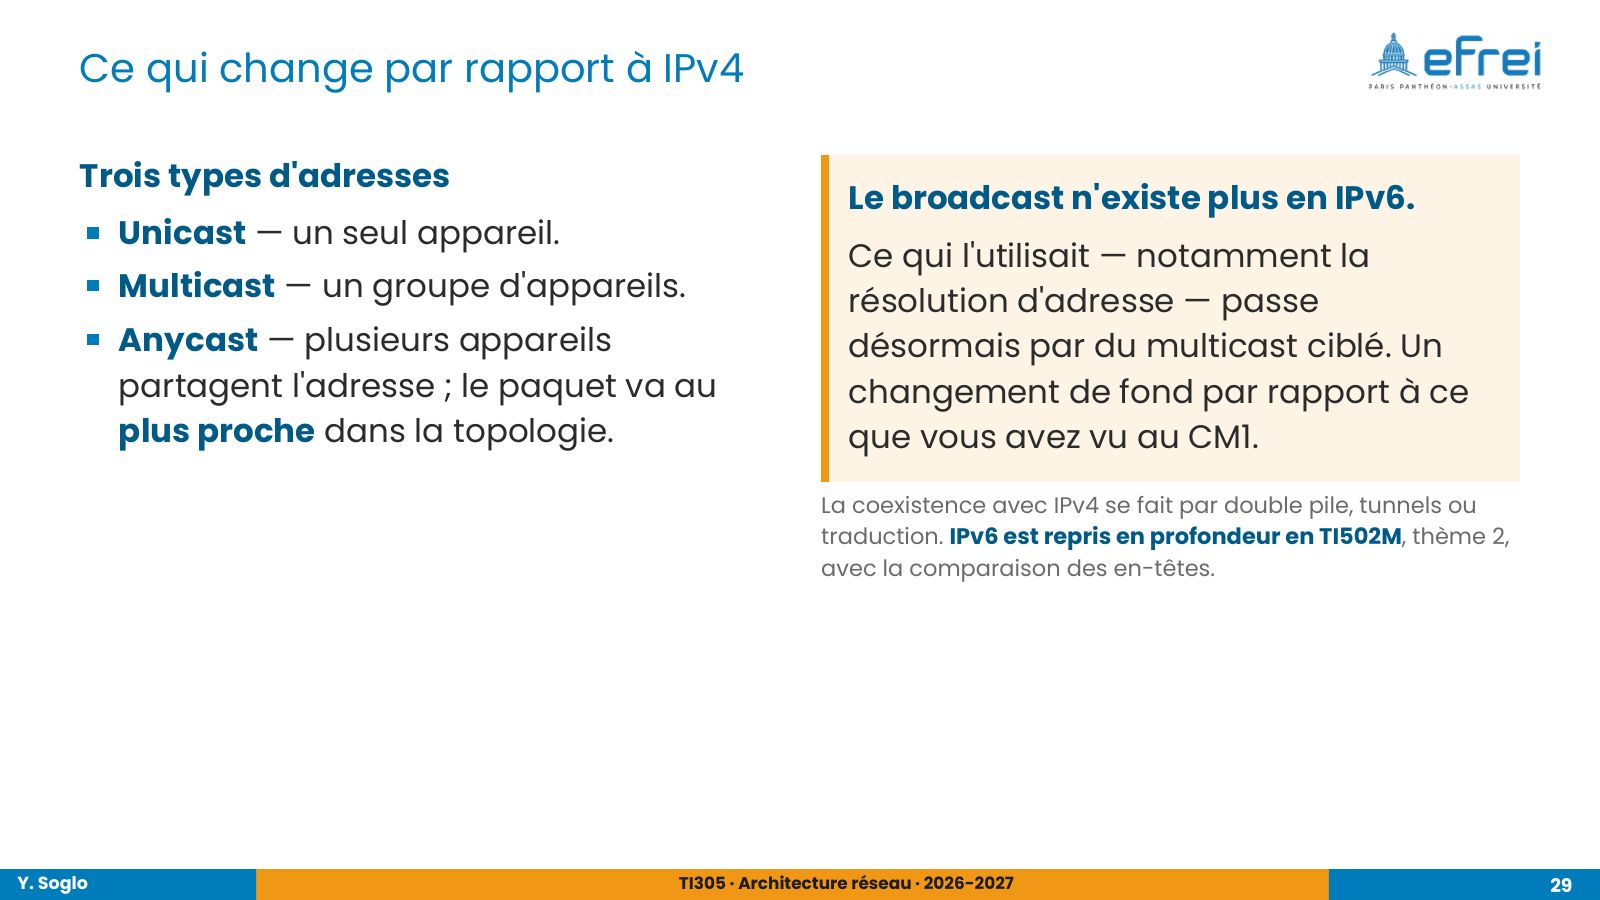 Ce qui change par rapport à IPv4
efrei
PARIS PANTHÉON-ASSAS UNIVERSITÉ
Trois types d'adresses
Unicast — un seul appareil.
Multicast — un groupe d'appareils.
Anycast — plusieurs appareils
partagent l'adresse ; le paquet va au
plus proche dans la topologie.
Le broadcast n'existe plus en IPv6.
Ce qui l'utilisait — notamment la
résolution d'adresse — passe
désormais par du multicast ciblé. Un
changement de fond par rapport à ce
que vous avez vu au CM1.
La coexistence avec IPv4 se fait par double pile, tunnels ou
traduction. IPv6 est repris en profondeur en TI502M, thème 2,
avec la comparaison des en-têtes.
Y. Soglo
TI305 · Architecture réseau · 2026-2027
29